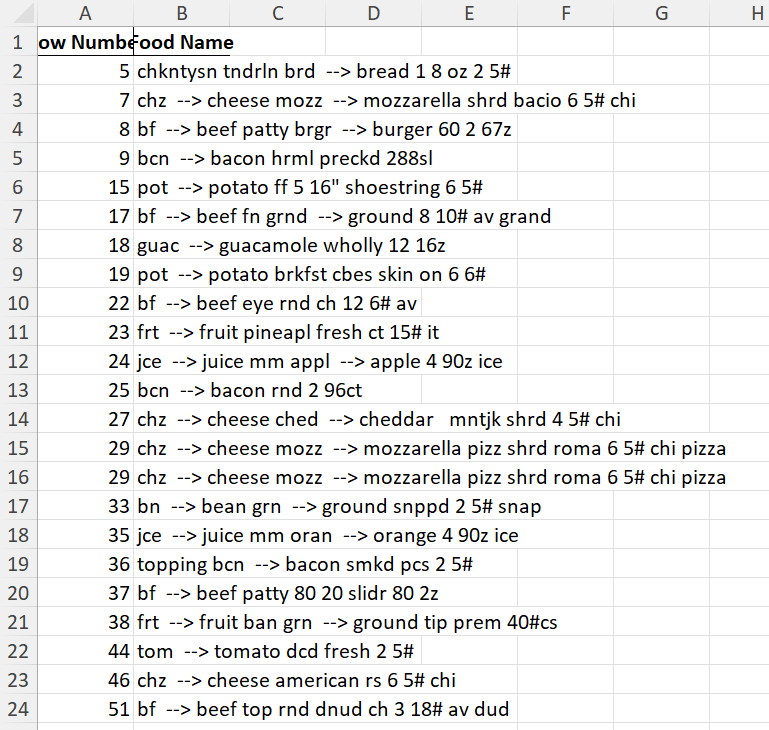 A B C D E F G H
1 ow Numbe Food Name
2 5 chkntysn tndrln brd --> bread 1 8 oz 2 5#
3 7 chz --> cheese mozz --> mozzarella shrd bacio 6 5# chi
4 8 bf --> beef patty brgr --> burger 60 2 67z
5 9 bcn --> bacon hrml preckd 288sl
6 15 pot --> potato ff 5 16" shoestring 6 5#
7 17 bf --> beef fn grnd --> ground 8 10# av grand
8 18 guac --> guacamole wholly 12 16z
9 19 pot --> potato brkfst cbes skin on 6 6#
10 22 bf --> beef eye rnd ch 12 6# av
11 23 frt --> fruit pineapl fresh ct 15# it
12 24 jce --> juice mm appl --> apple 4 90z ice
13 25 bcn --> bacon rnd 2 96ct
14 27 chz --> cheese ched --> cheddar mntjk shrd 4 5# chi
15 29 chz --> cheese mozz --> mozzarella pizz shrd roma 6 5# chi pizza
16 29 chz --> cheese mozz --> mozzarella pizz shrd roma 6 5# chi pizza
17 33 bn --> bean grn --> ground snppd 2 5# snap
18 35 jce --> juice mm oran --> orange 4 90z ice
19 36 topping bcn --> bacon smkd pcs 2 5#
20 37 bf --> beef patty 80 20 slidr 80 2z
21 38 frt --> fruit ban grn --> ground tip prem 40#cs
22 44 tom --> tomato dcd fresh 2 5#
23 46 chz --> cheese american rs 6 5# chi
24 51 bf --> beef top rnd dnud ch 3 18# av dud